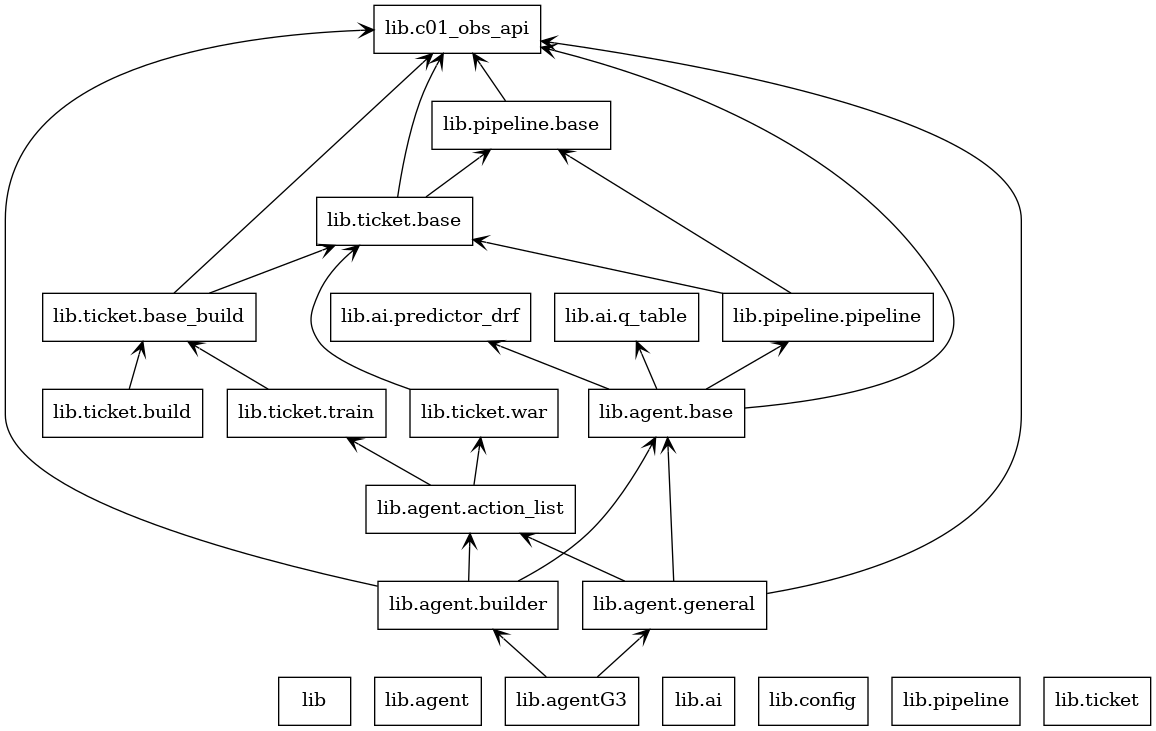 lib.c01_obs_api
lib.pipeline.base
lib.ticket.base
lib.ticket.base_build
lib.ai.predictor_drf
lib.ai.q_table
lib.pipeline.pipeline
lib.ticket.build
lib.ticket.train
lib.ticket.war
lib.agent.base
lib.agent.action_list
lib.agent.builder
lib.agent.general
lib
lib.agent
lib.agentG3
lib.ai
lib.config
lib.pipeline
lib.ticket